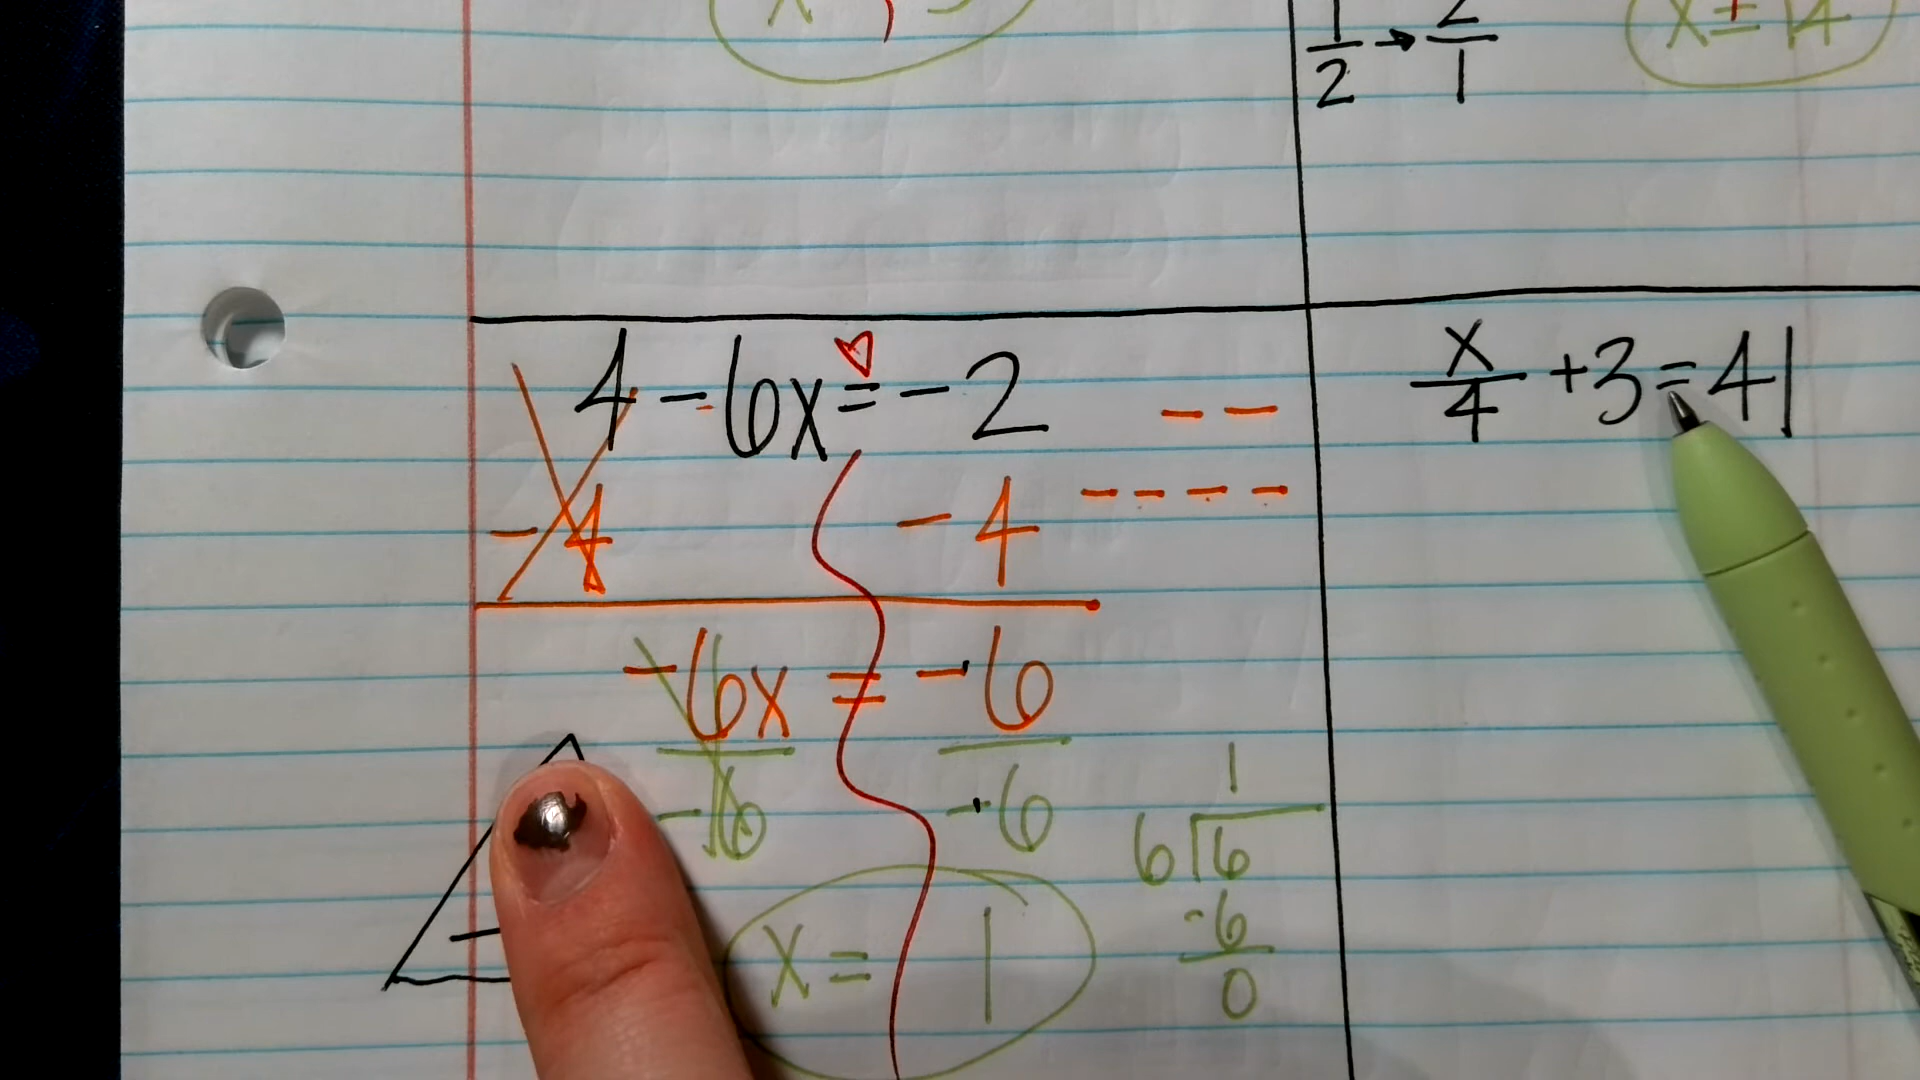 1/2 → 2/1
x = 14
4 - 6x = -2
- 4 - 4
-- 
----
-6x = -6
-6 -6
x = 1
1
6√6
-6
0
x/4 + 3 = 41